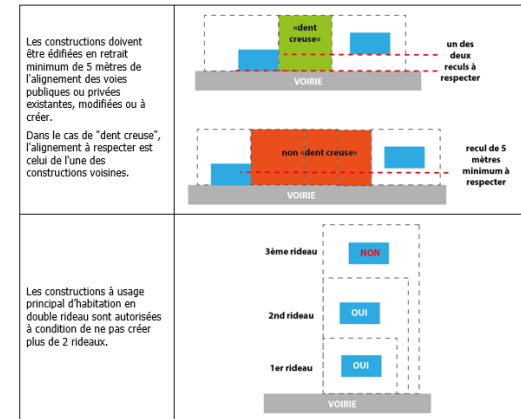 Les constructions doivent
être édifiées en retrait
minimum de 5 mètres de
l'alignement des voies
publiques ou privées
existantes, modifiées ou à
créer.
Dans le cas de "dent creuse",
l'alignement à respecter est
celui de l'une des
constructions voisines.
«dent
creuse»
un des
deux
reculs à
respecter
VOIRIE
non «dent creuse»
recul de 5
mètres
minimum à
respecter
VOIRIE
Les constructions à usage
principal d'habitation en
double rideau sont autorisées
à condition de ne pas créer
plus de 2 rideaux.
3ème rideau
NON
2nd rideau
OUI
1er rideau
OUI
VOIRIE